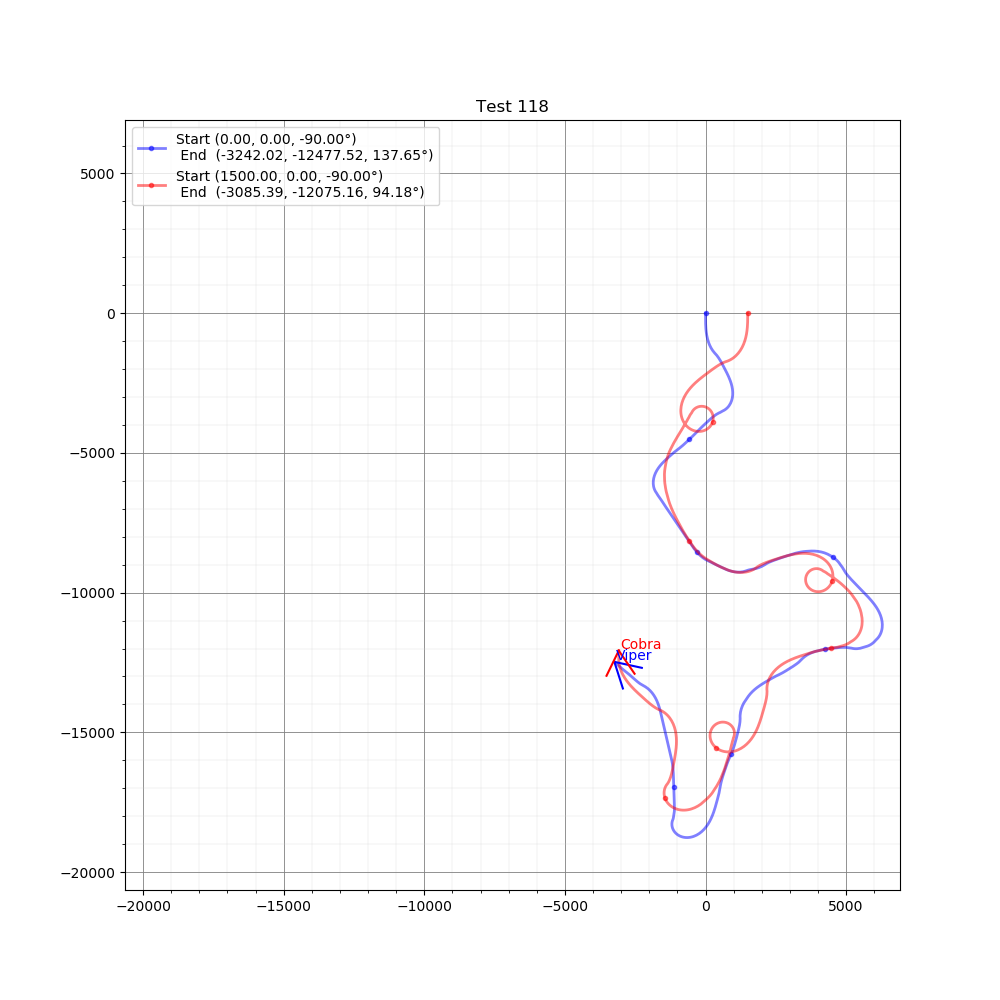 Test 118
Start (0.00, 0.00, -90.00°)
End (-3242.02, -12477.52, 137.65°)
Start (1500.00, 0.00, -90.00°)
End (-3085.39, -12075.16, 94.18°)
5000
0
−5000
−10000
−15000
−20000
Cobra
Viper
−20000 −15000 −10000 −5000 0 5000